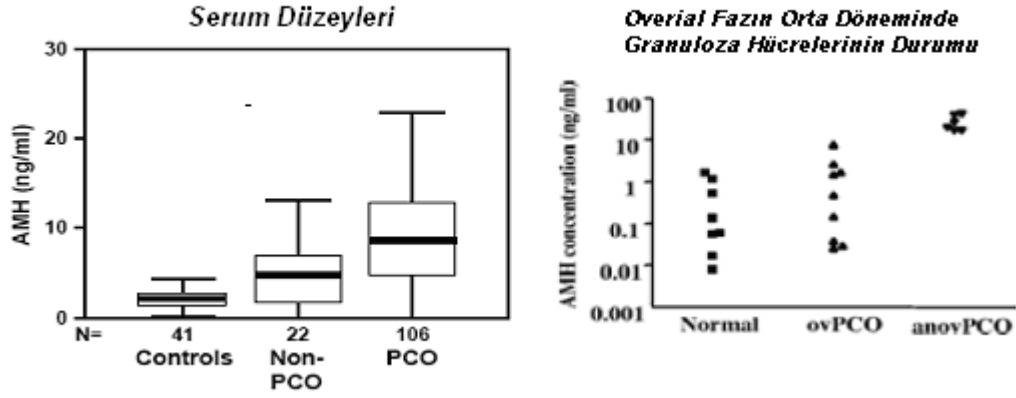 Serum Düzeyleri
AMH (ng/ml)
30
20
10
0
N= 41 22 106
Controls Non- PCO
PCO
Overial Fazın Orta Döneminde
Granuloza Hücrelerinin Durumu
AMH concentration (ng/ml)
100
10
1
0.1
0.01
0.001
Normal ovPCO anovPCO